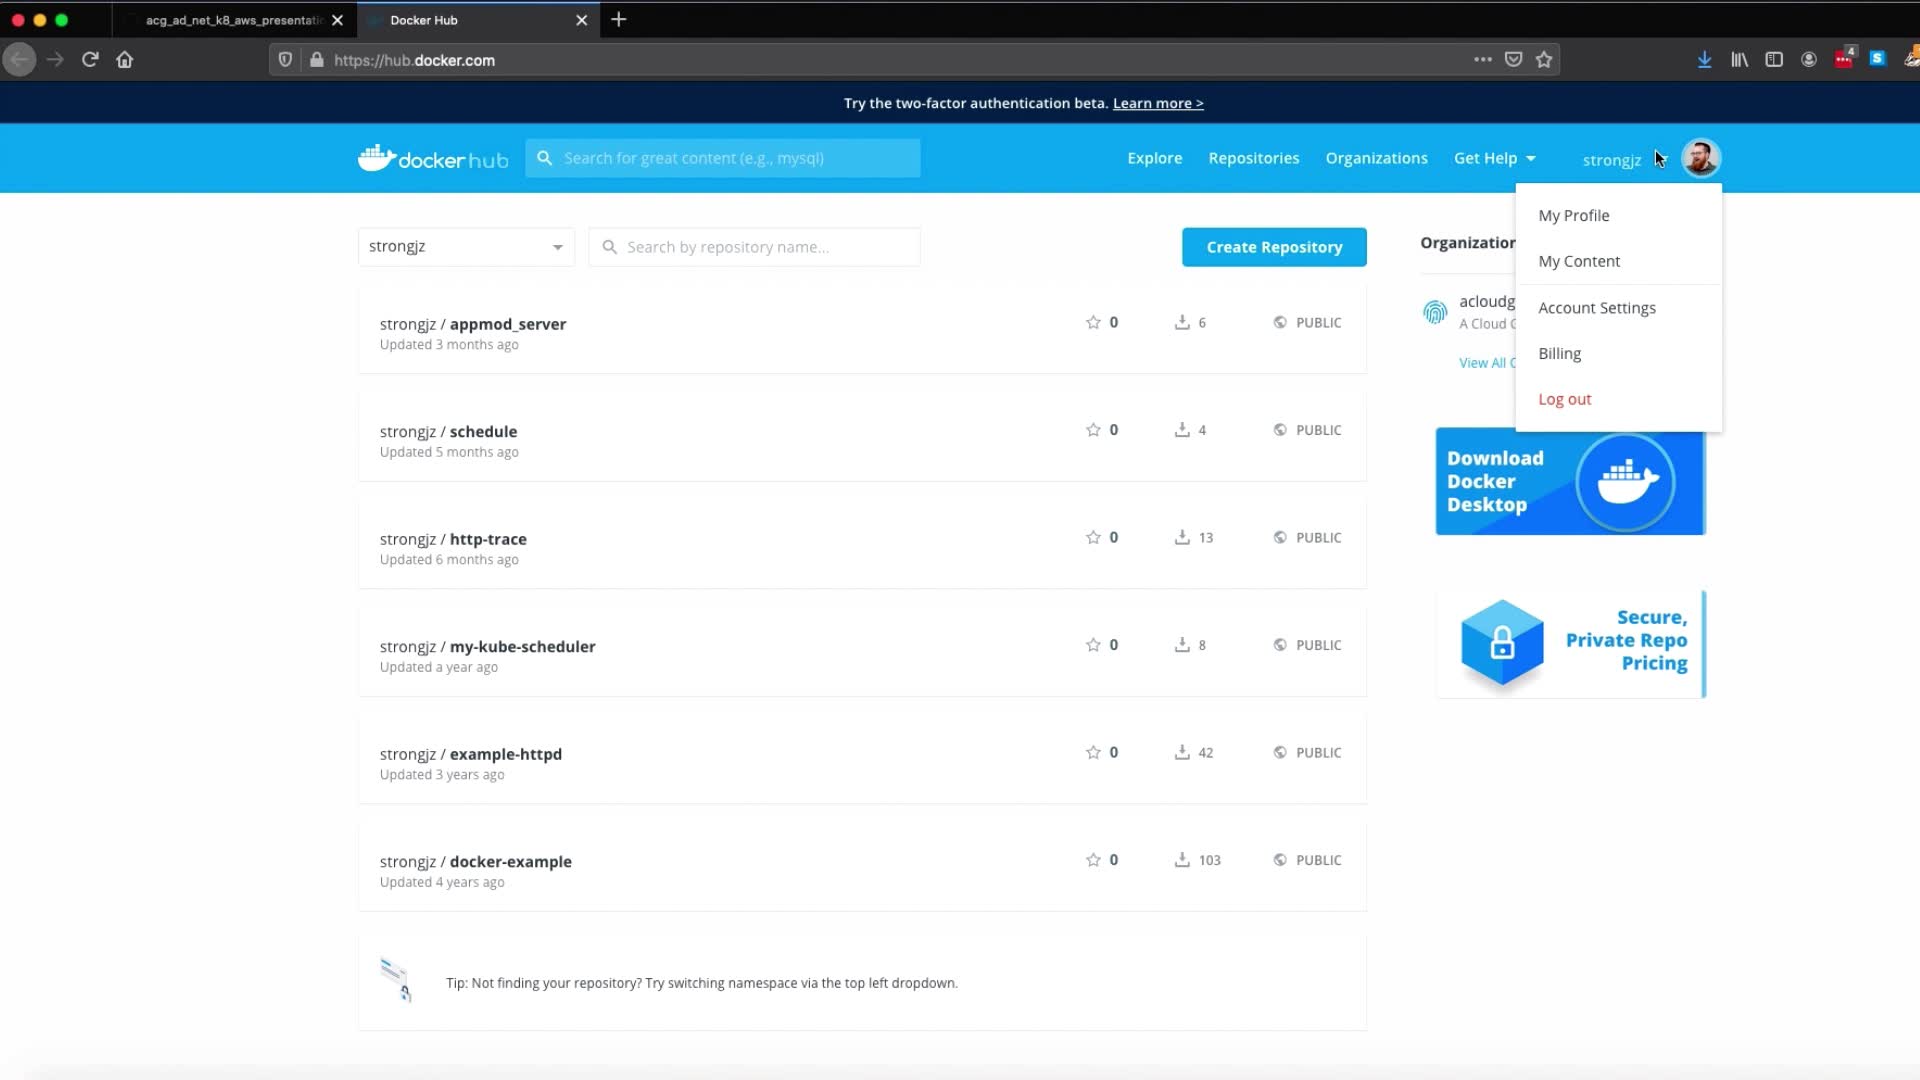 acg_ad_net_k8_aws_presentatio
Docker Hub
https://hub.docker.com
4
S
Try the two-factor authentication beta. Learn more >
docker hub
Search for great content (e.g., mysql)
Explore
Repositories
Organizations
Get Help
strongjz
My Profile
My Content
Account Settings
Billing
Log out
strongjz
Search by repository name...
Create Repository
Organization
acloudg
A Cloud G
View All O
strongjz / appmod_server
Updated 3 months ago
0
6
PUBLIC
strongjz / schedule
Updated 5 months ago
0
4
PUBLIC
strongjz / http-trace
Updated 6 months ago
0
13
PUBLIC
strongjz / my-kube-scheduler
Updated a year ago
0
8
PUBLIC
strongjz / example-httpd
Updated 3 years ago
0
42
PUBLIC
strongjz / docker-example
Updated 4 years ago
0
103
PUBLIC
Tip: Not finding your repository? Try switching namespace via the top left dropdown.
Download
Docker
Desktop
Secure,
Private Repo
Pricing